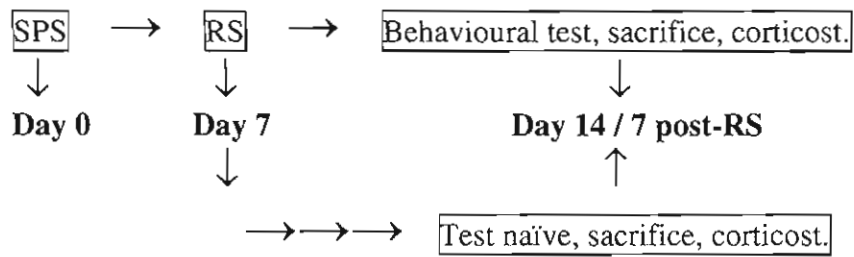 SPS → RS → Behavioural test, sacrifice, corticost.
↓ ↓ ↓
Day 0 Day 7 Day 14 / 7 post-RS
↓ ↑
→→→ Test naïve, sacrifice, corticost.